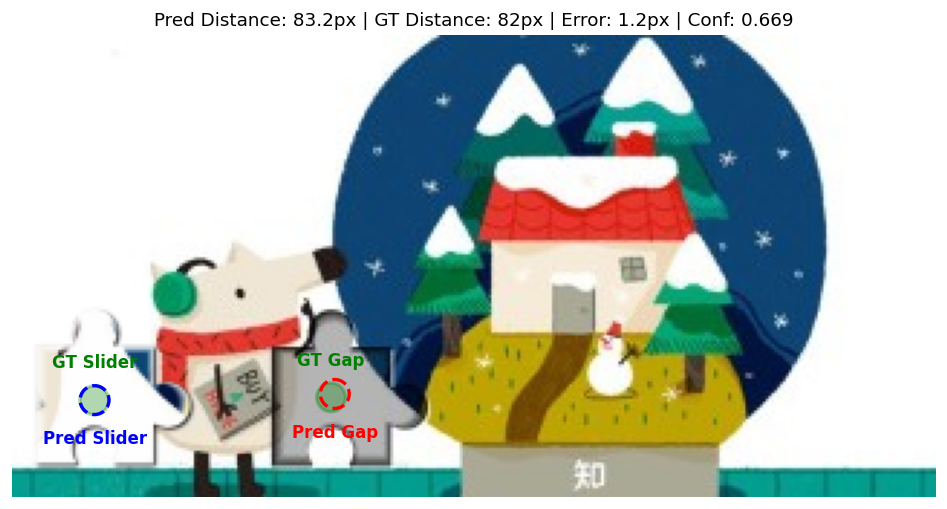 Pred Distance: 83.2px | GT Distance: 82px | Error: 1.2px | Conf: 0.669
GT Slider
GT Gap
Pred Slider
Pred Gap
BUY
A
知